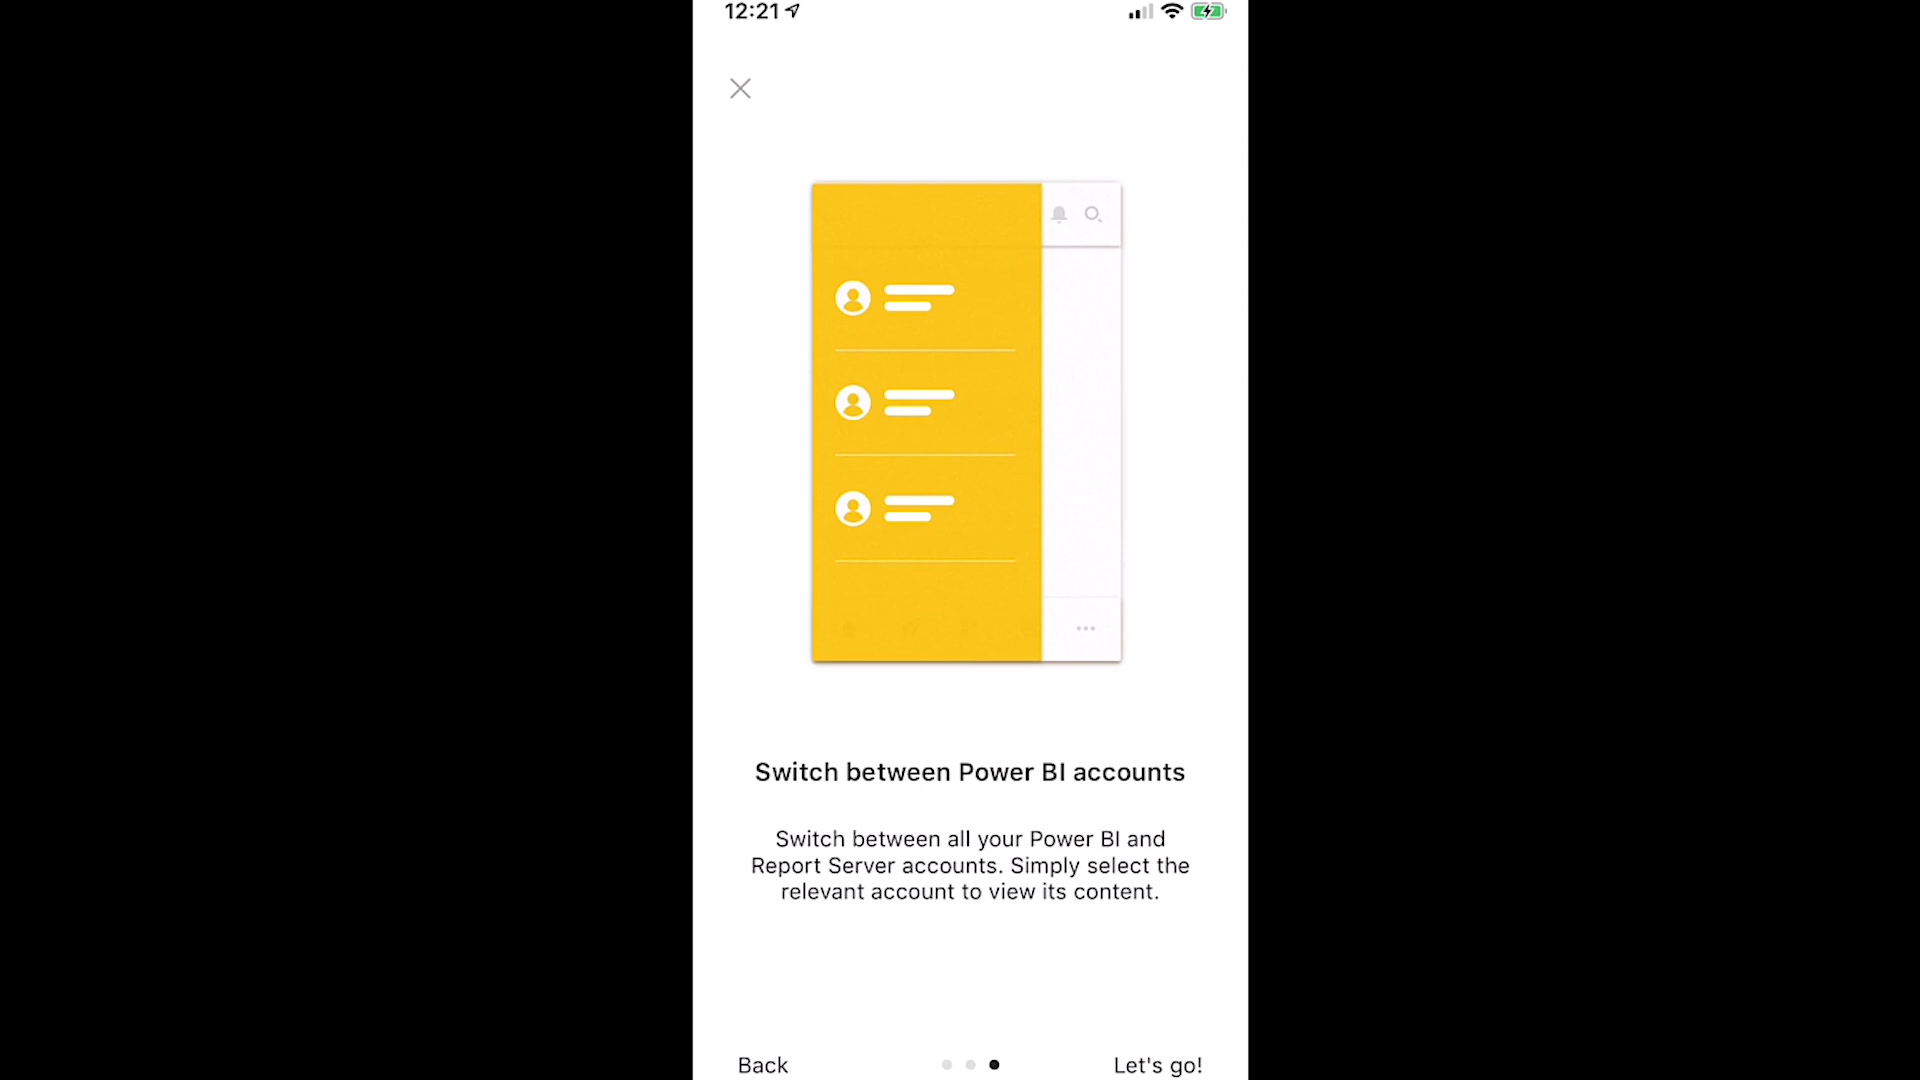 12:21
Switch between Power BI accounts
Switch between all your Power BI and
Report Server accounts. Simply select the
relevant account to view its content.
Back
Let's go!